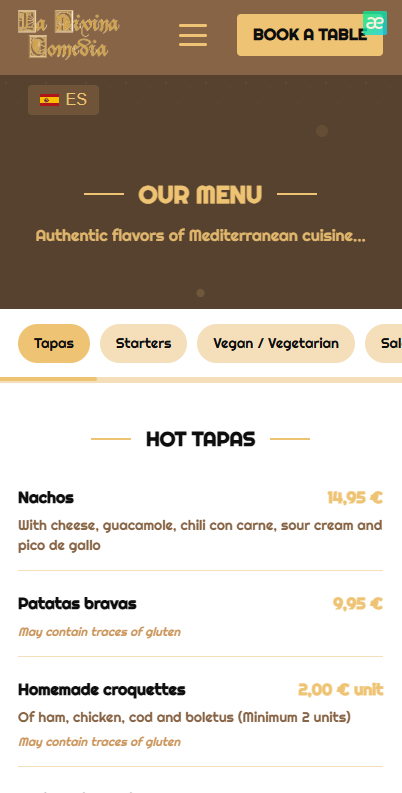 La Divina
Comedia
BOOK A TABLE
æ
ES
OUR MENU
Authentic flavors of Mediterranean cuisine...
Tapas
Starters
Vegan / Vegetarian
Sal
HOT TAPAS
Nachos 14,95 €
With cheese, guacamole, chili con carne, sour cream and
pico de gallo
Patatas bravas 9,95 €
May contain traces of gluten
Homemade croquettes 2,00 € unit
Of ham, chicken, cod and boletus (Minimum 2 units)
May contain traces of gluten